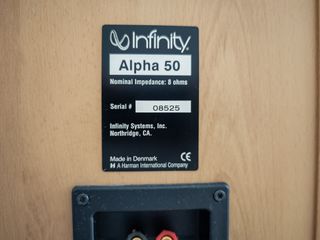 Infinity
Alpha 50
Nominal Impedance: 8 ohms
Serial # 08525
Infinity Systems, Inc.
Northridge, CA.
Made in Denmark
A Harman International Company
CE